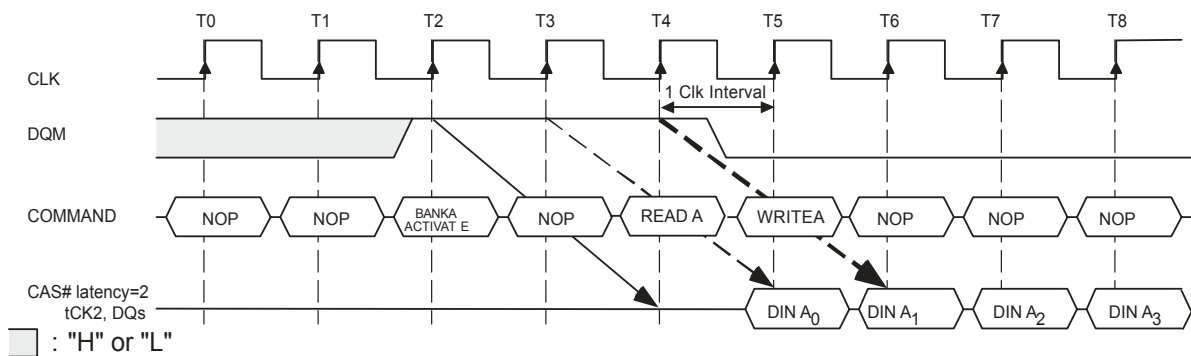 T0 T1 T2 T3 T4 T5 T6 T7 T8
CLK
1 Clk Interval
DQM
COMMAND NOP NOP BANKA ACTIVAT E NOP READ A WRITEA NOP NOP NOP
CAS# latency=2
tCK2, DQs DIN A0 DIN A1 DIN A2 DIN A3
: "H" or "L"